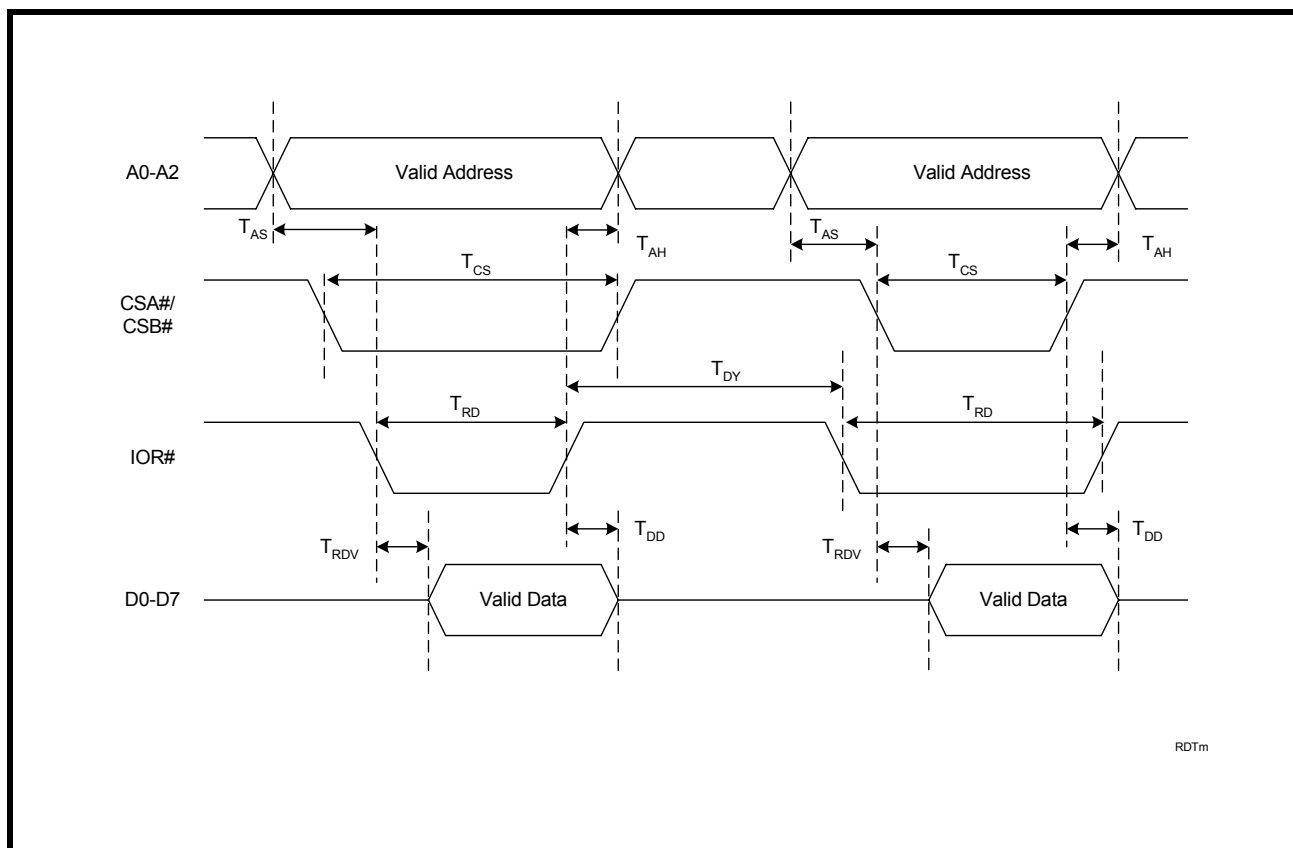 A0-A2
Valid Address
Valid Address
TAS
TAH
TAS
TAH
TCS
TCS
CSA#/
CSB#
TDY
TRD
TRD
IOR#
TRDV
TDD
TRDV
TDD
D0-D7
Valid Data
Valid Data
RDTm